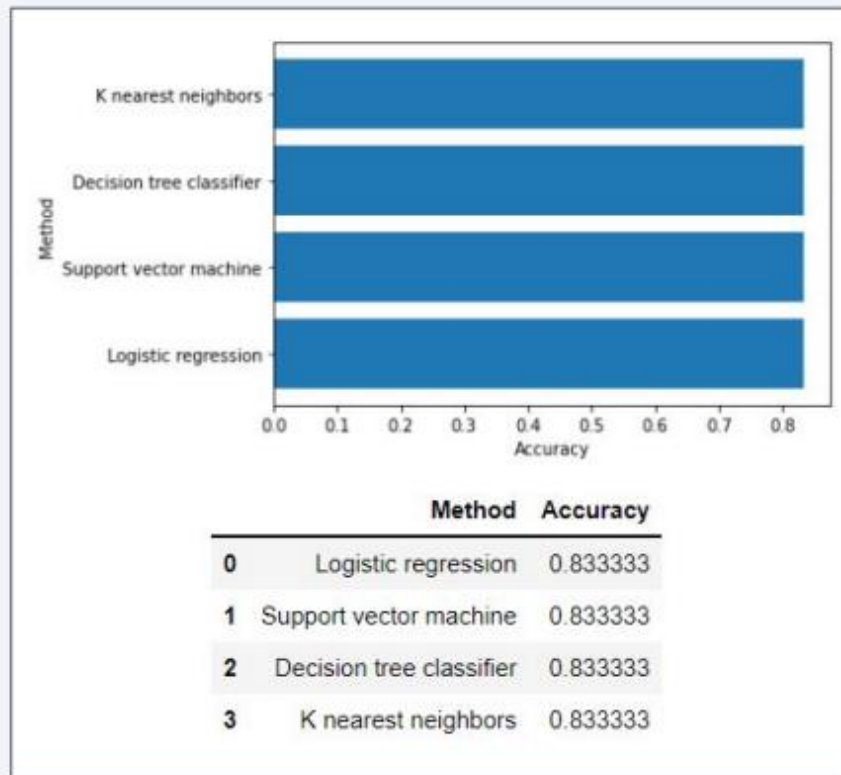 K nearest neighbors
Decision tree classifier
Method
Support vector machine
Logistic regression
0.0 0.1 0.2 0.3 0.4 0.5 0.6 0.7 0.8
Accuracy
Method Accuracy
0 Logistic regression 0.833333
1 Support vector machine 0.833333
2 Decision tree classifier 0.833333
3 K nearest neighbors 0.833333